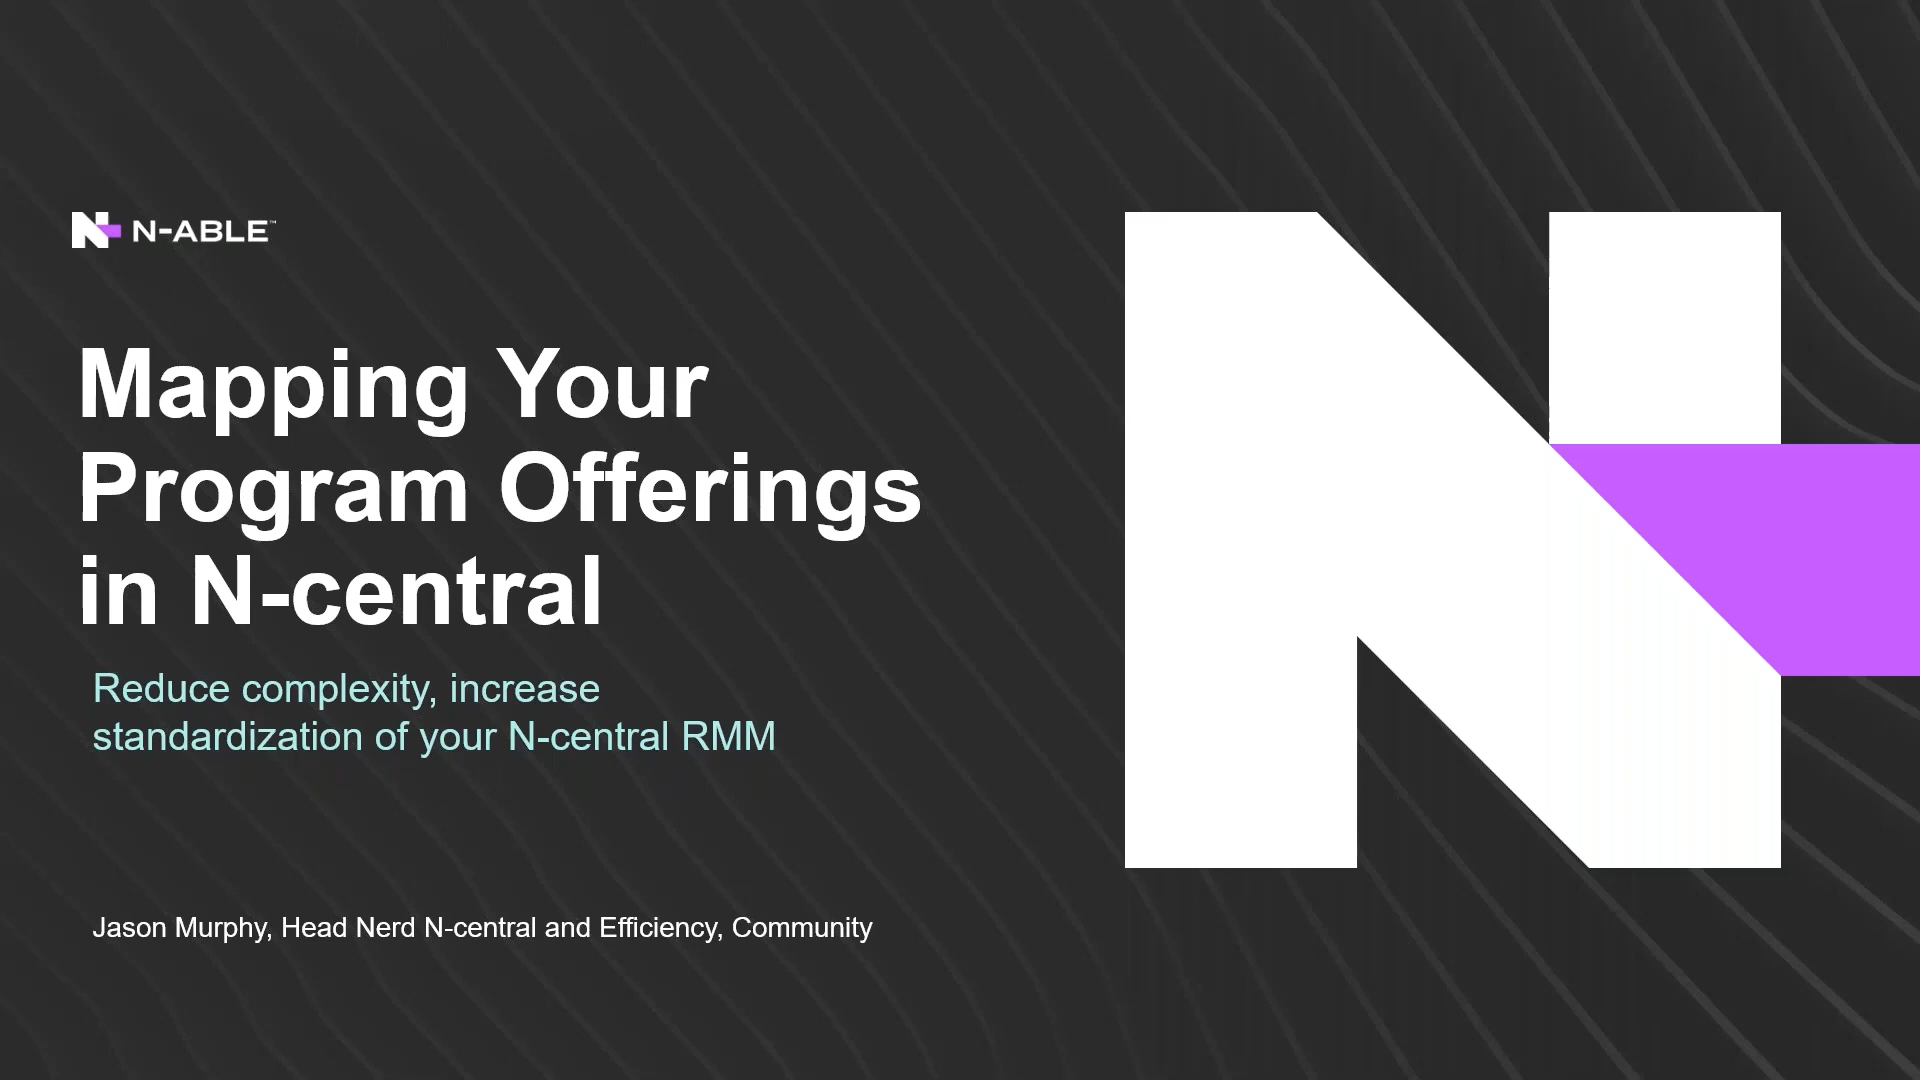 N-ABLE™
Mapping Your
Program Offerings
in N-central
Reduce complexity, increase
standardization of your N-central RMM
Jason Murphy, Head Nerd N-central and Efficiency, Community